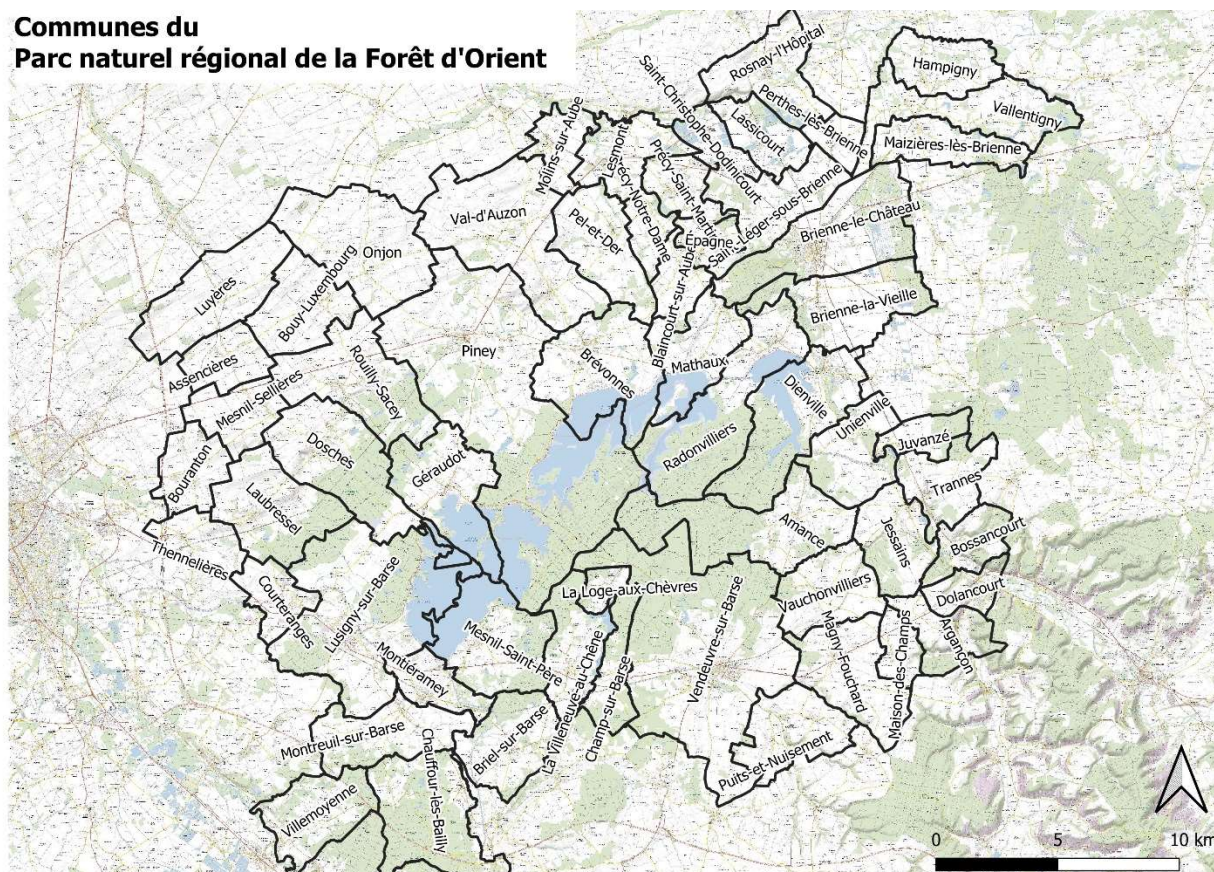 Communes du
Parc naturel régional de la Forêt d'Orient
Rosnay-l'Hôpital
Hampigny
Saint-Christophe-Dodinicourt
Perthes-lès-Brienne
Vallentigny
Lassicourt
Molins-sur-Aube
Lesmont
Maizières-lès-Brienne
Précy-Saint-Martin
Précy-Notre-Dame
Saint-Léger-sous-Brienne
Val-d'Auzon
Pel-et-Der
Brienne-le-Château
Épagne
Onjon
Luyères
Bouy-Luxembourg
Blaincourt-sur-Aube
Brienne-la-Vieille
Piney
Assencières
Rouilly-Sacey
Brévonnes
Mathaux
Mesnil-Sellières
Dienville
Unienville
Dosches
Radonvilliers
Juvanzé
Géraudot
Bouranton
Trannes
Laubressel
Amance
Jessains
Bossancourt
Thennelières
Courteranges
Lusigny-sur-Barse
La Loge-aux-Chèvres
Vauchonvilliers
Dolancourt
Mesnil-Saint-Père
Vendeuvre-sur-Barse
Argançon
Montiéramey
La Villeneuve-au-Chêne
Magny-Fouchard
Maison-des-Champs
Champ-sur-Barse
Montreuil-sur-Barse
Briel-sur-Barse
Puits-et-Nuisement
Chauffour-lès-Bailly
Villemoyenne
0 5 10 km